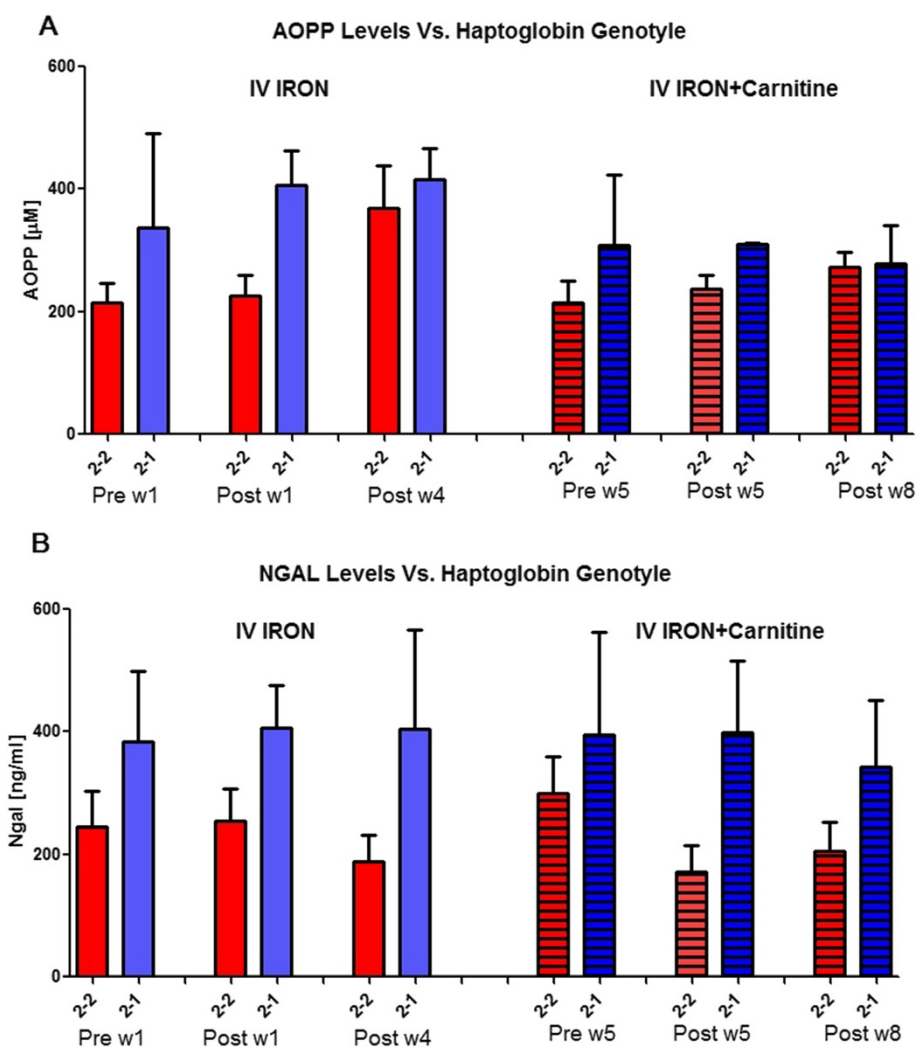 A
AOPP Levels Vs. Haptoglobin Genotyle
IV IRON
IV IRON+Carnitine
AOPP [µM]
600
400
200
0
2-2 2-1 2-2 2-1 2-2 2-1 2-2 2-1 2-2 2-1 2-2 2-1
Pre w1 Post w1 Post w4 Pre w5 Post w5 Post w8
B
NGAL Levels Vs. Haptoglobin Genotyle
IV IRON
IV IRON+Carnitine
Ngal [ng/ml]
600
400
200
0
2-2 2-1 2-2 2-1 2-2 2-1 2-2 2-1 2-2 2-1 2-2 2-1
Pre w1 Post w1 Post w4 Pre w5 Post w5 Post w8